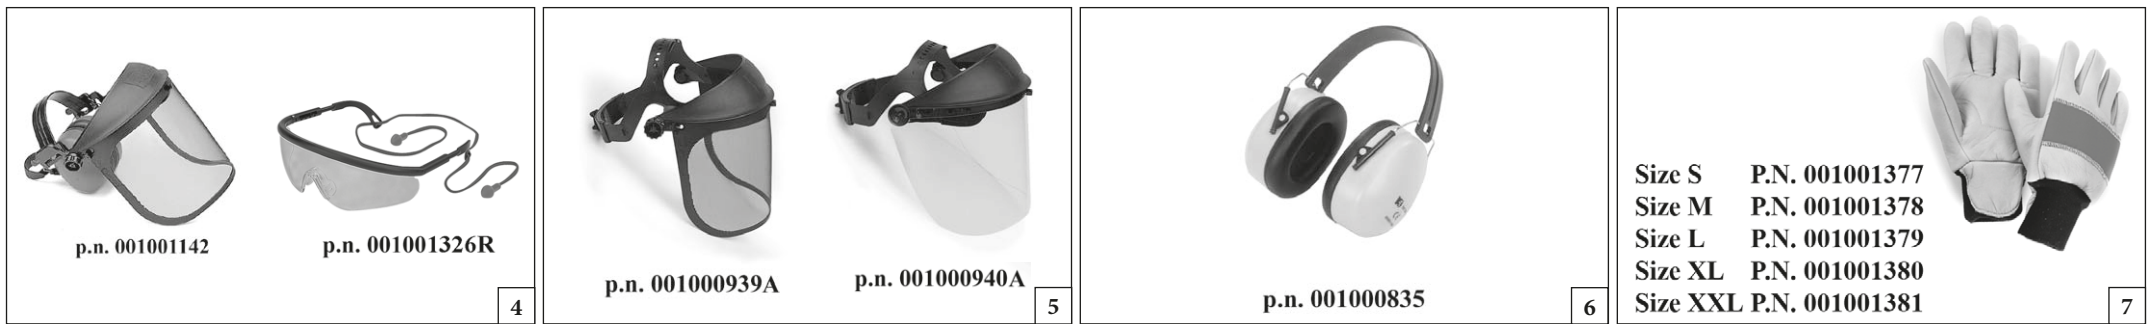 p.n. 001001142
p.n. 001001326R
4
p.n. 001000939A
p.n. 001000940A
5
p.n. 001000835
6
Size S P.N. 001001377
Size M P.N. 001001378
Size L P.N. 001001379
Size XL P.N. 001001380
Size XXL P.N. 001001381
7